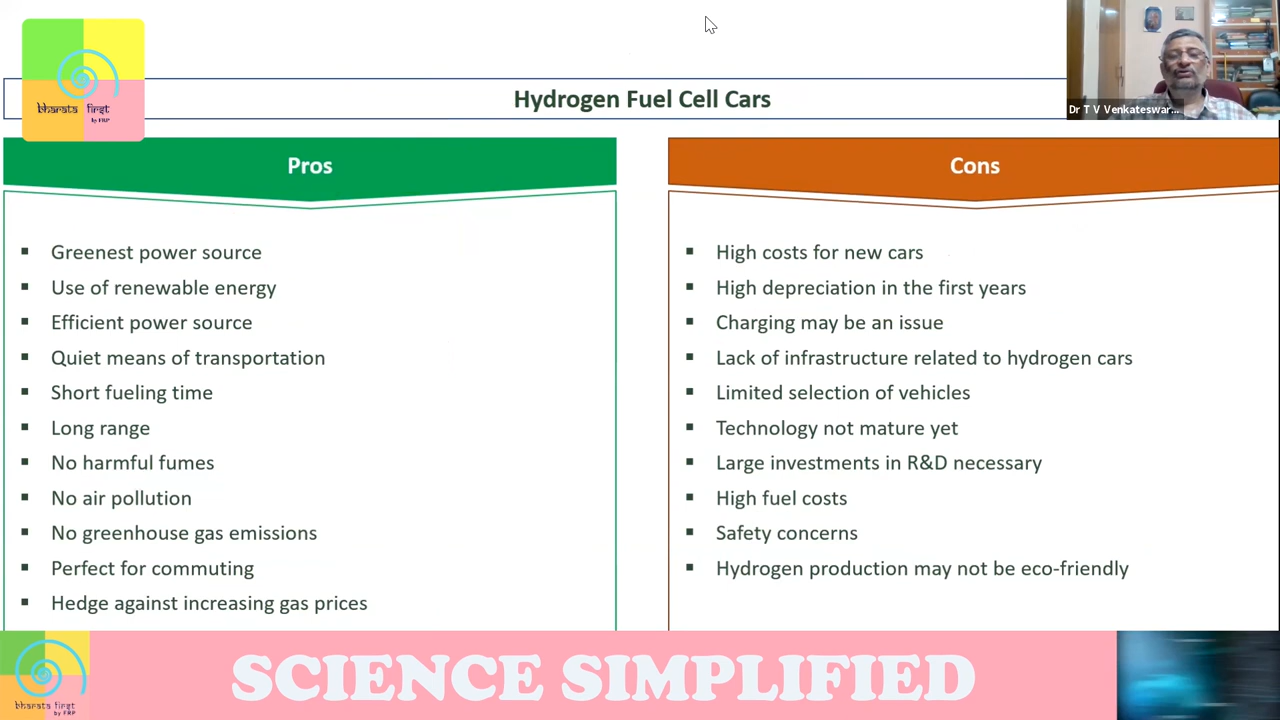 bharata first
by FRP
Dr T V Venkateswar...
Hydrogen Fuel Cell Cars
Pros
Greenest power source
Use of renewable energy
Efficient power source
Quiet means of transportation
Short fueling time
Long range
No harmful fumes
No air pollution
No greenhouse gas emissions
Perfect for commuting
Hedge against increasing gas prices
Cons
High costs for new cars
High depreciation in the first years
Charging may be an issue
Lack of infrastructure related to hydrogen cars
Limited selection of vehicles
Technology not mature yet
Large investments in R&D necessary
High fuel costs
Safety concerns
Hydrogen production may not be eco-friendly
bharata first
by FRP
SCIENCE SIMPLIFIED